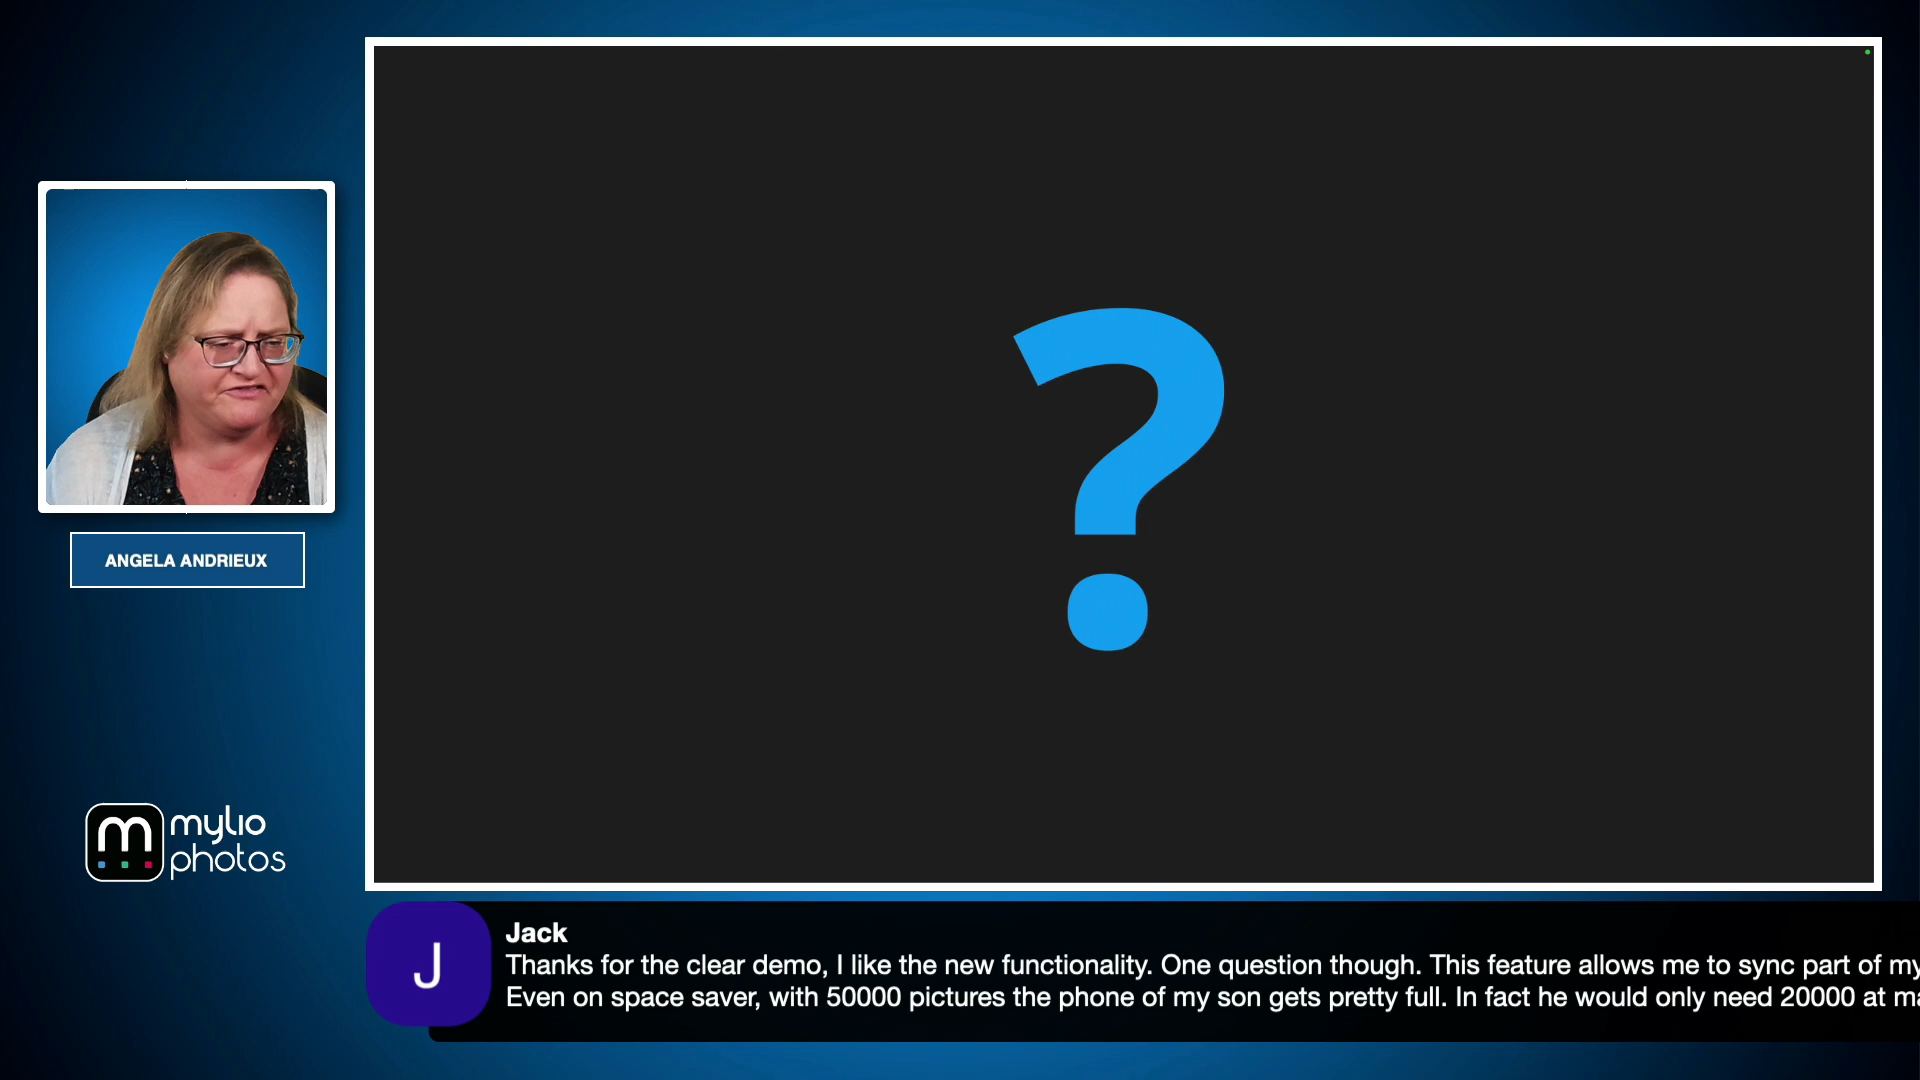 ?
ANGELA ANDRIEUX
mylio
photos
J
Jack
Thanks for the clear demo, I like the new functionality. One question though. This feature allows me to sync part of my
Even on space saver, with 50000 pictures the phone of my son gets pretty full. In fact he would only need 20000 at